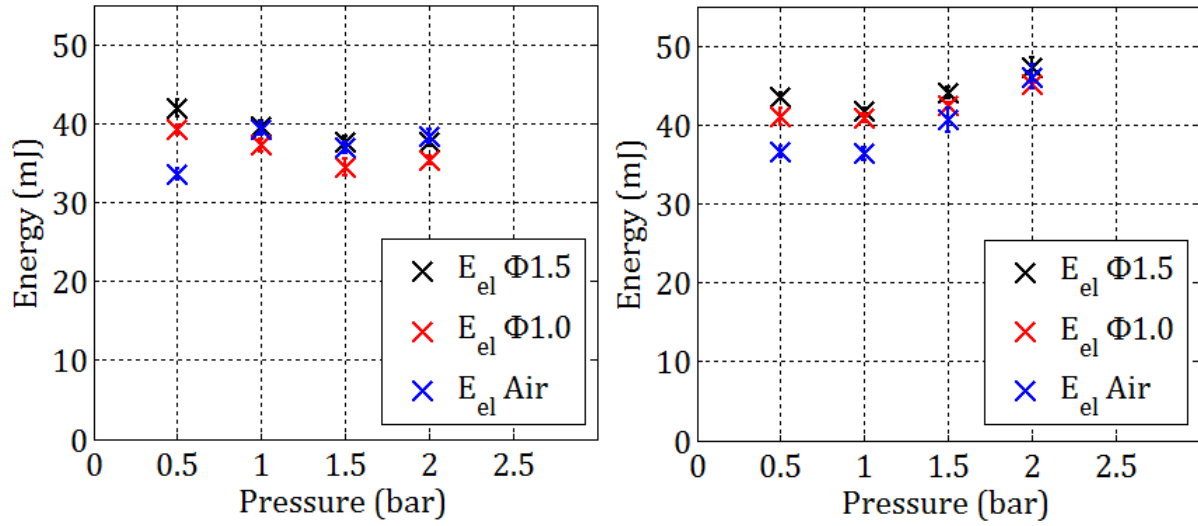 50
40
30
20
10
0
Energy (mJ)
E_el Φ1.5
E_el Φ1.0
E_el Air
0 0.5 1 1.5 2 2.5
Pressure (bar)
50
40
30
20
10
0
Energy (mJ)
E_el Φ1.5
E_el Φ1.0
E_el Air
0 0.5 1 1.5 2 2.5
Pressure (bar)